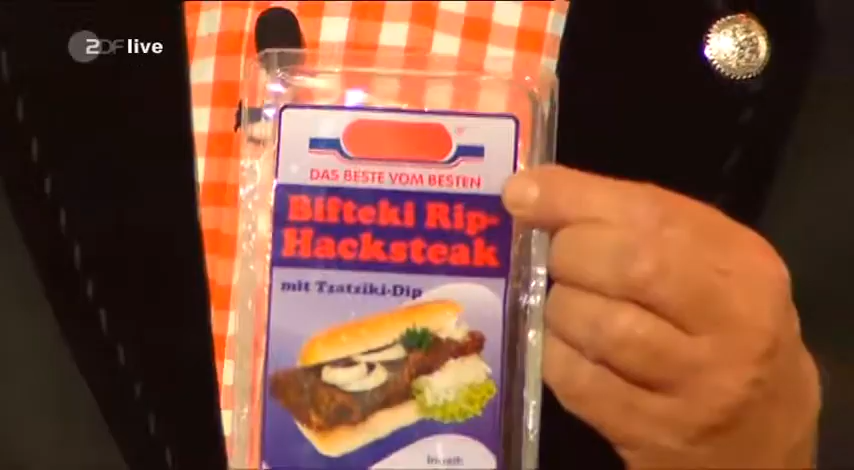 ZDF live
DAS BESTE VOM BESTEN
Bifteki Rip-
Hacksteak
mit Tzatziki-Dip